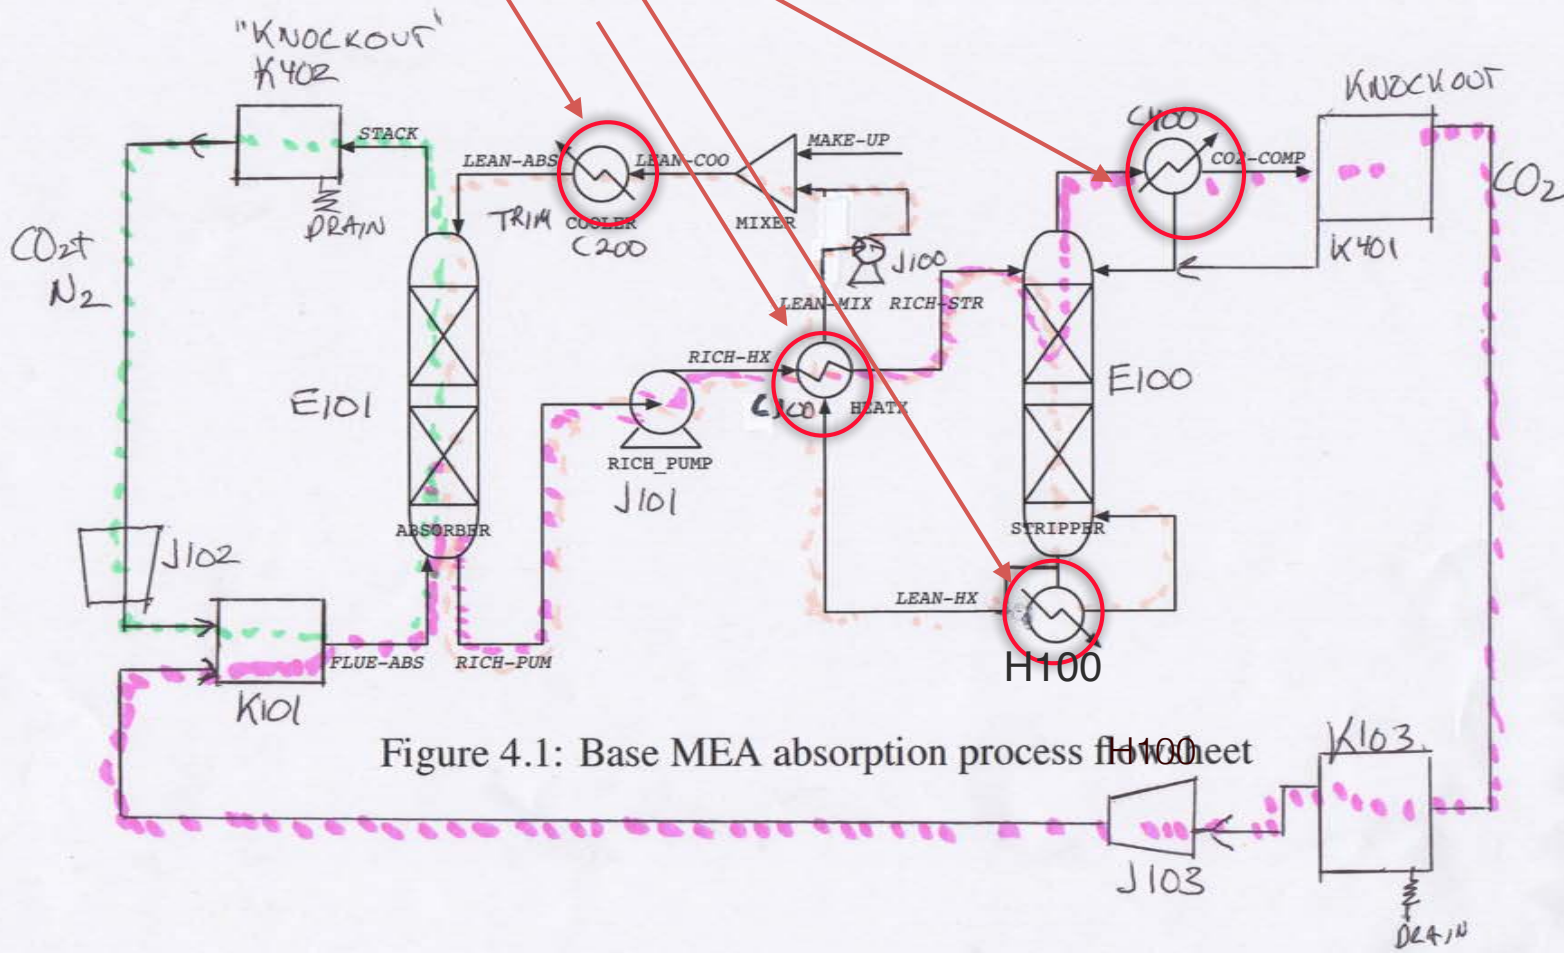 "KNOCKOUT"
K402
STACK
DRAIN
CO2+
N2
LEAN-ABS
LEAN-COO
MAKE-UP
TRIM COOLER
C200
MIXER
J100
LEAN-MIX
RICH-STR
C400
CO2-COMP
KNOCKOUT
K401
CO2
E101
RICH-HX
HEATX
E100
RICH_PUMP
J101
ABSORBER
STRIPPER
J102
LEAN-HX
FLUE-ABS
RICH-PUM
H100
K101
Figure 4.1: Base MEA absorption process flowsheet
H100
K103
J103
DRAIN